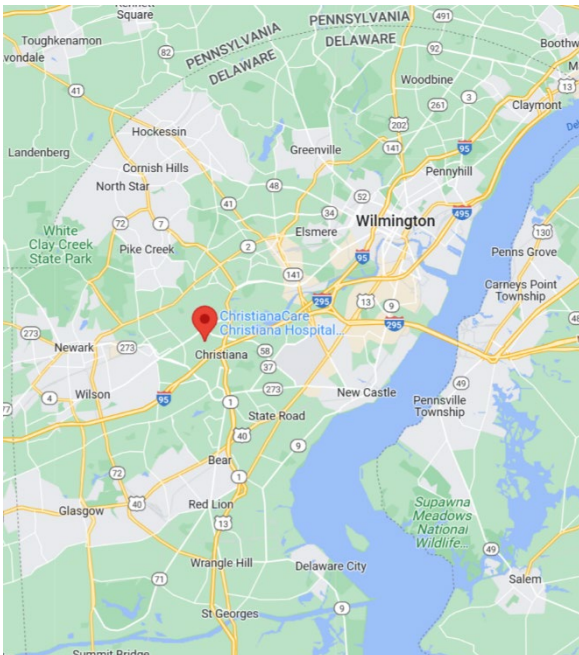 Square
PENNSYLVANIA
491
Toughkenamon
PENNSYLVANIA
DELAWARE
Boothw
vondale
82
DELAWARE
92
13
41
Woodbine
3
261
Claymont
202
Hockessin
141
95
Landenberg
Greenville
Cornish Hills
Pennyhill
North Star
48
52
495
41
34
Wilmington
White
Clay Creek
State Park
72
7
Elsmere
130
Pike Creek
2
95
Penns Grove
141
Carneys Point
Township
295
13
9
ChristianaCare
Christiana Hospital...
295
48
273
Newark
273
Christiana
58
37
49
Wilson
4
95
273
New Castle
Pennsville
Township
1
State Road
40
9
72
Bear
1
Supawna
Meadows
National
Wildlife...
40
Red Lion
Glasgow
13
49
Wrangle Hill
Delaware City
Salem
71
9
St Georges
Summit Bridge